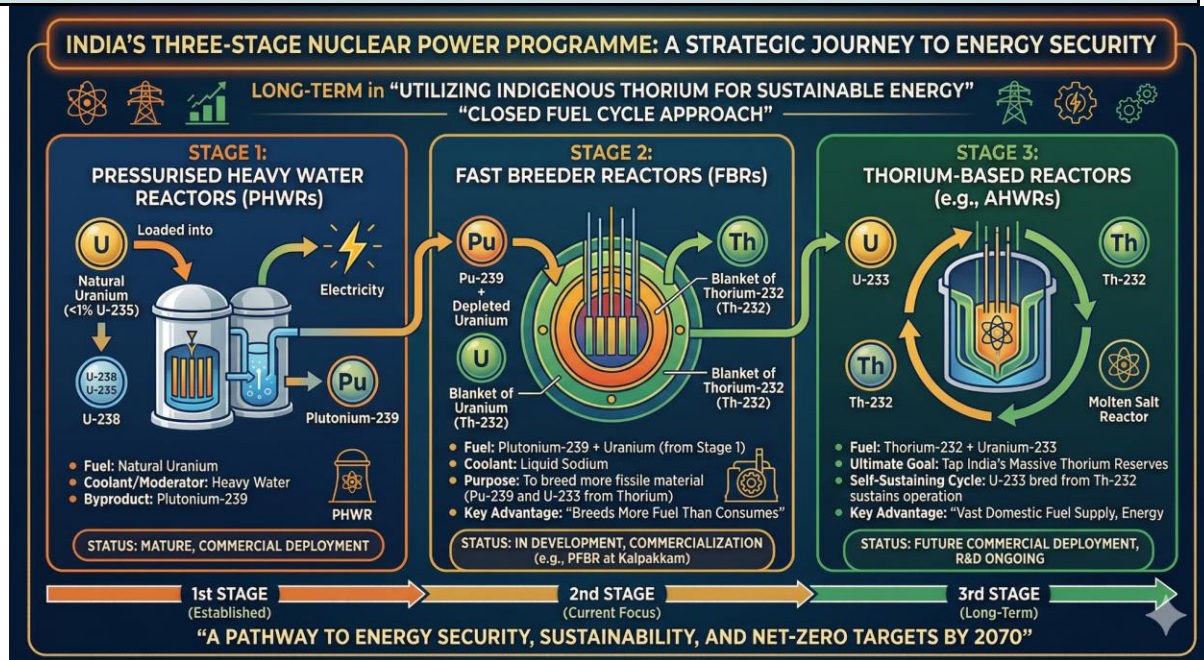 INDIA'S THREE-STAGE NUCLEAR POWER PROGRAMME: A STRATEGIC JOURNEY TO ENERGY SECURITY
LONG-TERM in "UTILIZING INDIGENOUS THORIUM FOR SUSTAINABLE ENERGY"
"CLOSED FUEL CYCLE APPROACH"
STAGE 1:
PRESSURISED HEAVY WATER
REACTORS (PHWRs)
U
Loaded into
Natural
Uranium
(<1% U-235)
Electricity
U-238
U-235
U-238
Pu
Plutonium-239
• Fuel: Natural Uranium
• Coolant/Moderator: Heavy Water
• Byproduct: Plutonium-239
PHWR
STATUS: MATURE, COMMERCIAL DEPLOYMENT
STAGE 2:
FAST BREEDER REACTORS (FBRs)
Pu
Pu-239
+
Depleted
Uranium
U
Blanket of
Uranium
(Th-232)
Th
Blanket of
Thorium-232
(Th-232)
Blanket of
Thorium-232
(Th-232)
• Fuel: Plutonium-239 + Uranium (from Stage 1)
• Coolant: Liquid Sodium
• Purpose: To breed more fissile material
(Pu-239 and U-233 from Thorium)
• Key Advantage: "Breeds More Fuel Than Consumes"
STATUS: IN DEVELOPMENT, COMMERCIALIZATION
(e.g., PFBR at Kalpakkam)
STAGE 3:
THORIUM-BASED REACTORS
(e.g., AHWRs)
U
U-233
Th
Th-232
Th
Th-232
Molten Salt
Reactor
• Fuel: Thorium-232 + Uranium-233
• Ultimate Goal: Tap India's Massive Thorium Reserves
• Self-Sustaining Cycle: U-233 bred from Th-232
sustains operation
• Key Advantage: "Vast Domestic Fuel Supply, Energy
STATUS: FUTURE COMMERCIAL DEPLOYMENT,
R&D ONGOING
1st STAGE
(Established)
2nd STAGE
(Current Focus)
3rd STAGE
(Long-Term)
"A PATHWAY TO ENERGY SECURITY, SUSTAINABILITY, AND NET-ZERO TARGETS BY 2070"